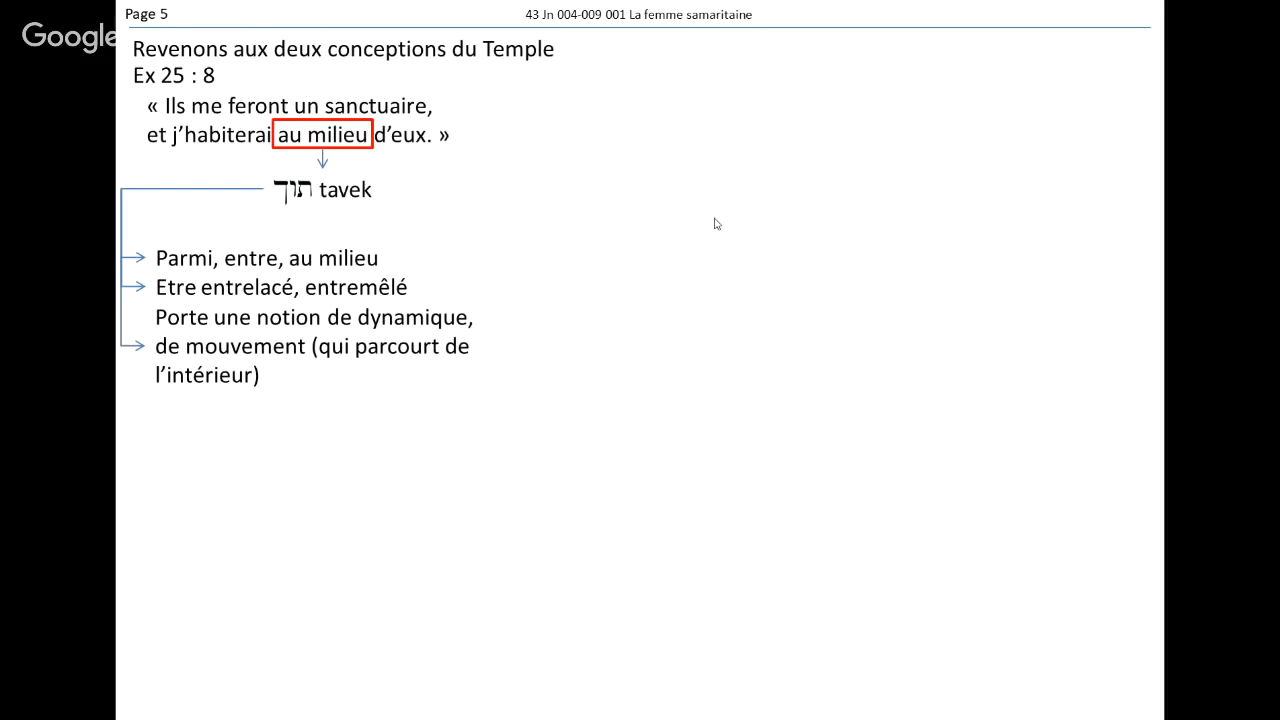 Google
Page 5
43 Jn 004-009 001 La femme samaritaine
Revenons aux deux conceptions du Temple
Ex 25 : 8
« Ils me feront un sanctuaire,
et j’habiterai au milieu d’eux. »
תוך tavek
Parmi, entre, au milieu
Etre entrelacé, entremêlé
Porte une notion de dynamique,
de mouvement (qui parcourt de
l’intérieur)